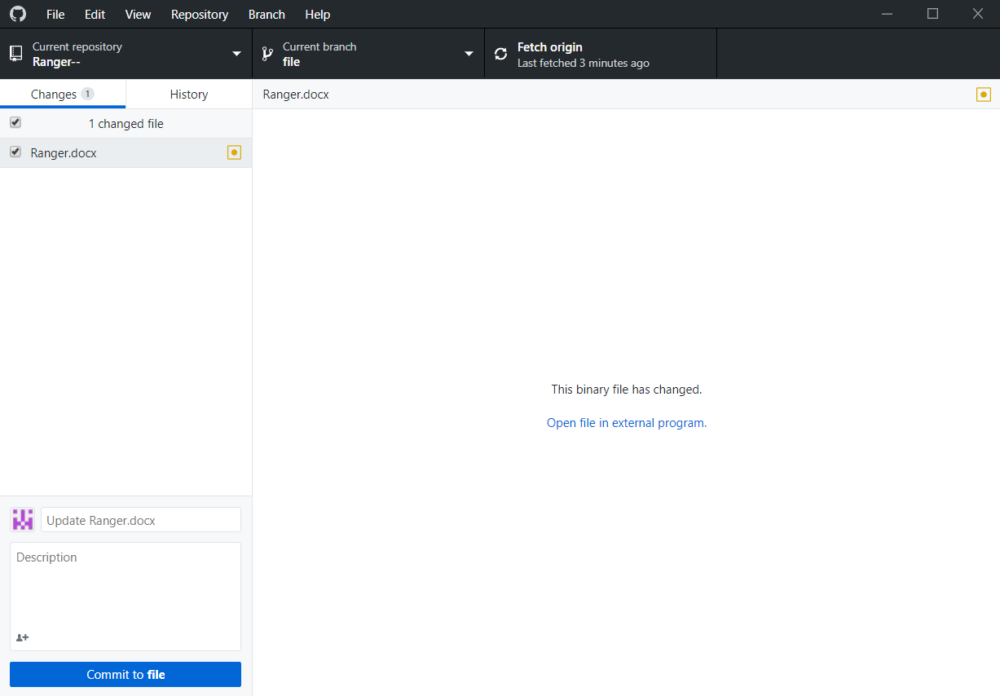 File Edit View Repository Branch Help
Current repository
Ranger--
Current branch
file
Fetch origin
Last fetched 3 minutes ago
Changes 1
History
Ranger.docx
1 changed file
Ranger.docx
This binary file has changed.
Open file in external program.
Update Ranger.docx
Description
Commit to file